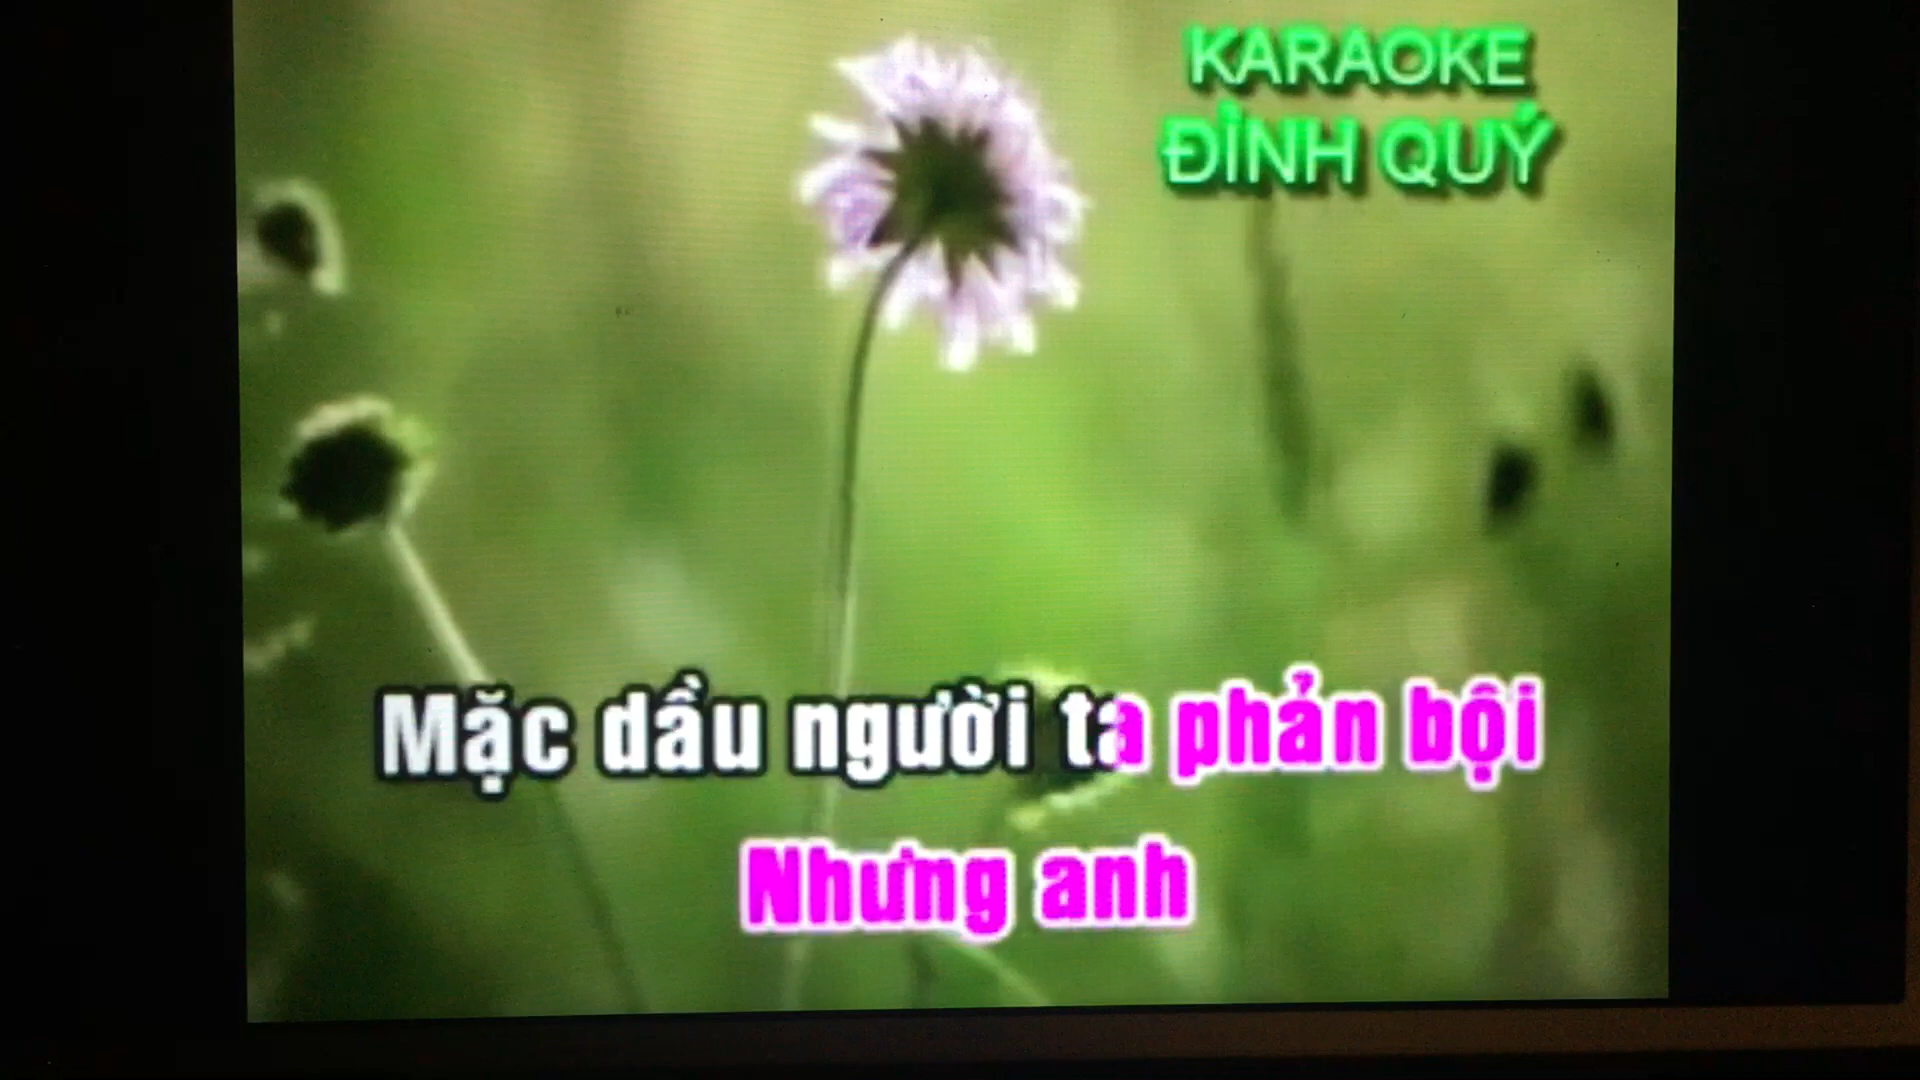 KARAOKE
ĐÌNH QUÝ
Mặc dầu người ta phản bội
Nhưng anh